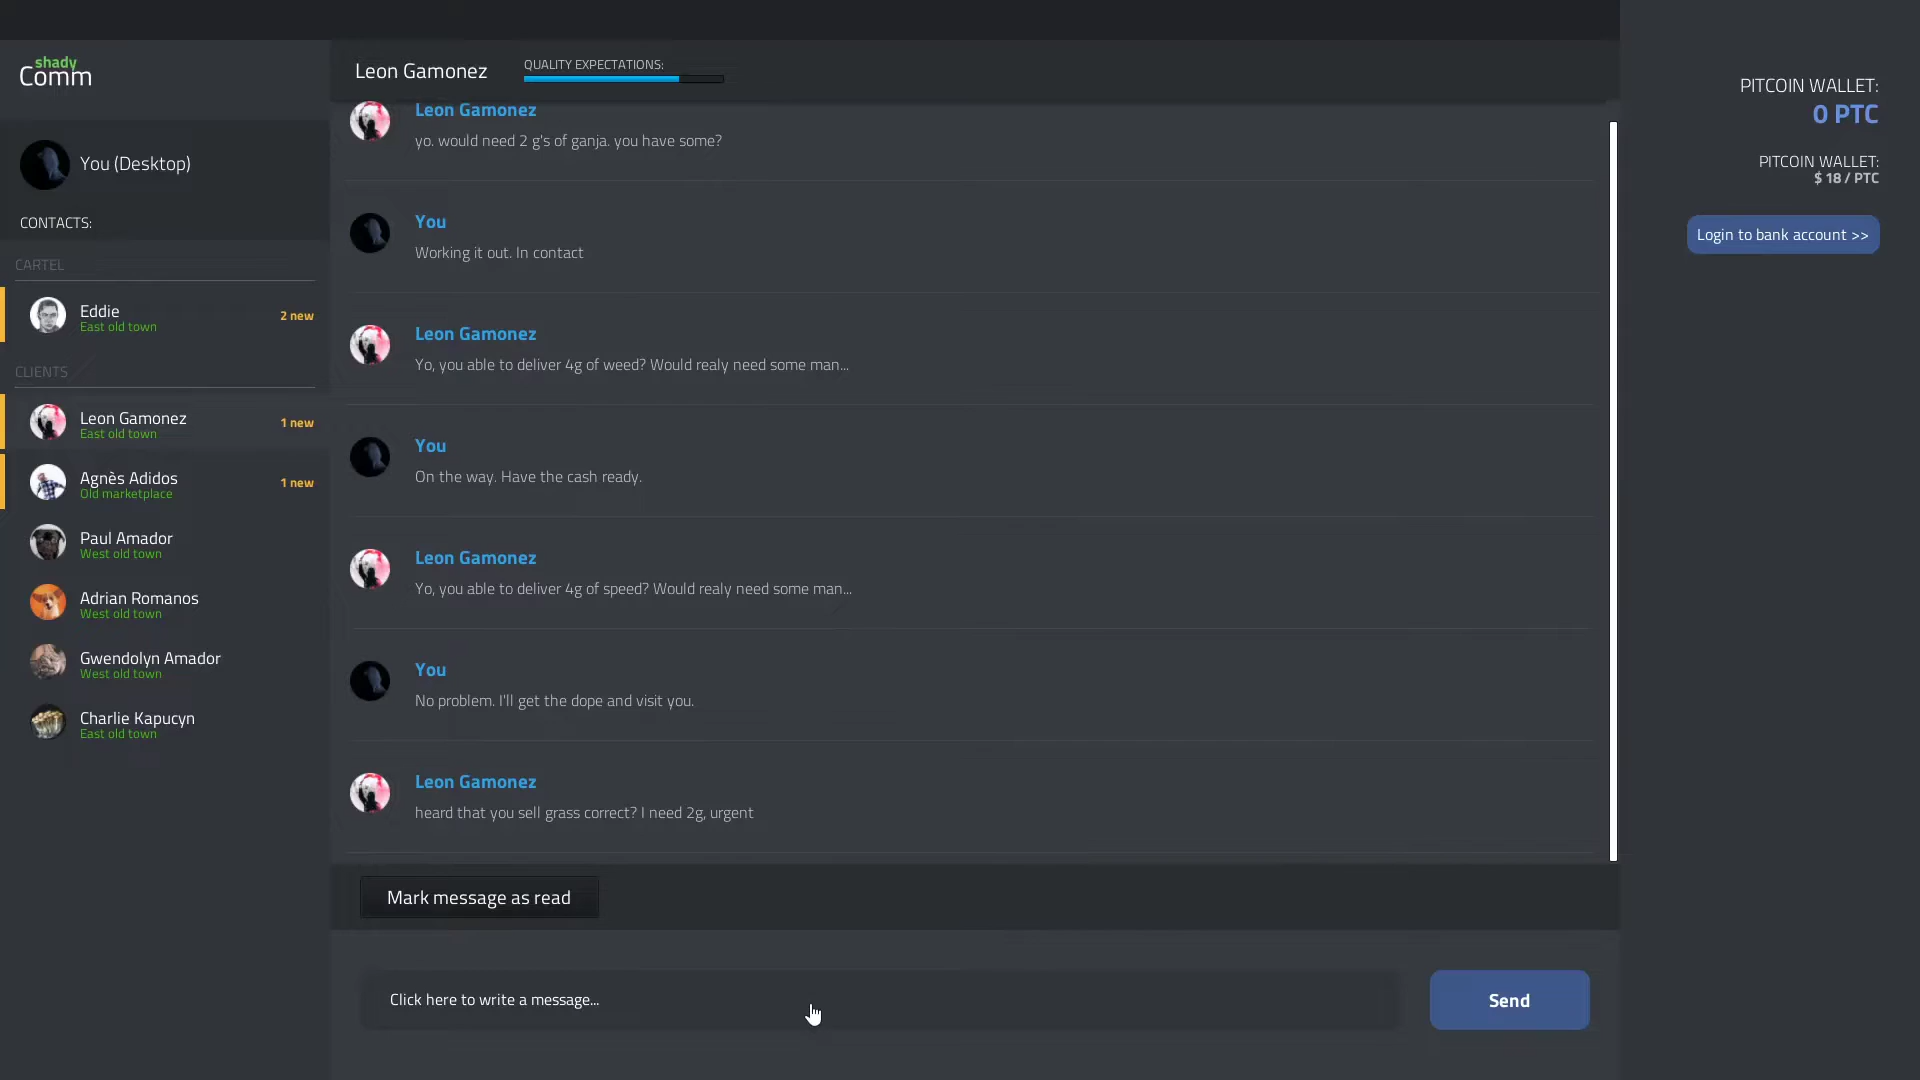 shady
Comm
You (Desktop)
CONTACTS:
CARTEL
Eddie
East old town
2 new
CLIENTS
Leon Gamonez
East old town
1 new
Agnès Adidos
Old marketplace
1 new
Paul Amador
West old town
Adrian Romanos
West old town
Gwendolyn Amador
West old town
Charlie Kapucyn
East old town
Leon Gamonez
QUALITY EXPECTATIONS:
Leon Gamonez
yo. would need 2 g's of ganja. you have some?
You
Working it out. In contact
Leon Gamonez
Yo, you able to deliver 4g of weed? Would realy need some man...
You
On the way. Have the cash ready.
Leon Gamonez
Yo, you able to deliver 4g of speed? Would realy need some man...
You
No problem. I'll get the dope and visit you.
Leon Gamonez
heard that you sell grass correct? I need 2g, urgent
Mark message as read
Click here to write a message...
Send
PITCOIN WALLET:
0 PTC
PITCOIN WALLET:
$ 18 / PTC
Login to bank account >>